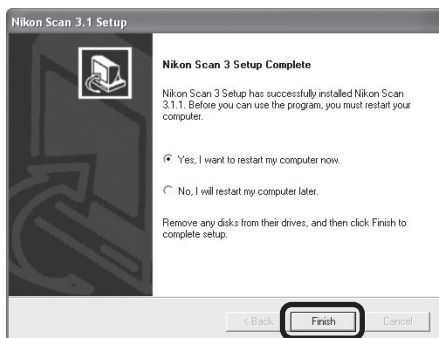 Nikon Scan 3.1 Setup
Nikon Scan 3 Setup Complete
Nikon Scan 3 Setup has successfully installed Nikon Scan
3.1.1. Before you can use the program, you must restart your
computer.
Yes, I want to restart my computer now.
No, I will restart my computer later.
Remove any disks from their drives, and then click Finish to
complete setup.
< Back Finish Cancel